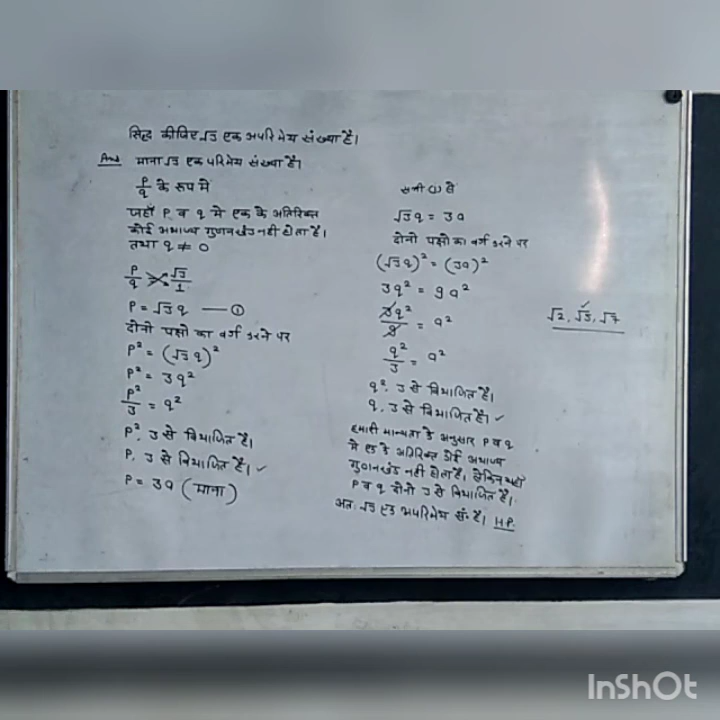 सिद्ध कीजिए √3 एक अपरिमेय संख्या है।
Ans माना √3 एक परिमेय संख्या है।
P/q के रूप में
जहाँ P व q मे एक के अतिरिक्त
कोई अभाज्य गुणनखंड नही होता है।
तथा q ≠ 0
P/q = √3/1
P = √3 q — ①
दोनो पक्षो का वर्ग करने पर
P² = (√3 q)²
P² = 3q²
P²/3 = q²
P², 3 से विभाजित है।
P, 3 से विभाजित है। ✓
P = 3a (माना)
समी ① से
√3 q = 3a
दोनो पक्षो का वर्ग करने पर
(√3 q)² = (3a)²
3q² = 9a²
3q²/9 = a²
q²/3 = a²
q², 3 से विभाजित है।
q, 3 से विभाजित है। ✓
हमारी मान्यता के अनुसार P व q
मे एक के अतिरिक्त कोई अभाज्य
गुणनखंड नही होता है। लेकिन यहाँ
P व q दोनो 3 से विभाजित है।
अतः √3 एक अपरिमेय सं. है। H.P.
√2, √5, √7
InShOt